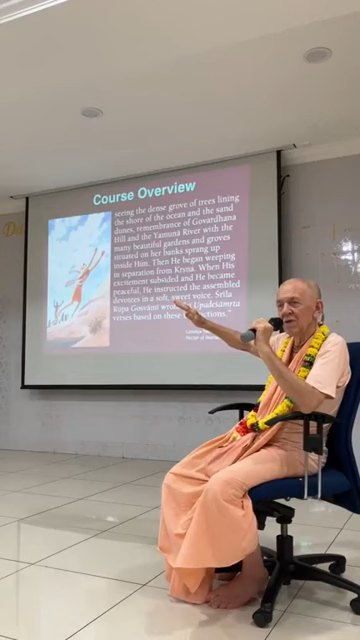 Course Overview
seeing the dense grove of trees lining
the shore of the ocean and the sand
dunes, remembrance of Govardhana
Hill and the Yamunā River with the
many beautiful gardens and groves
situated on her banks sprang up
inside Him. Then He began weeping
in separation from Kṛṣṇa. When His
excitement subsided and He became
peaceful, He instructed the assembled
devotees in a soft, sweet voice. Śrīla
Rūpa Gosvāmī wrote
Upadeśāmṛta
verses based on these